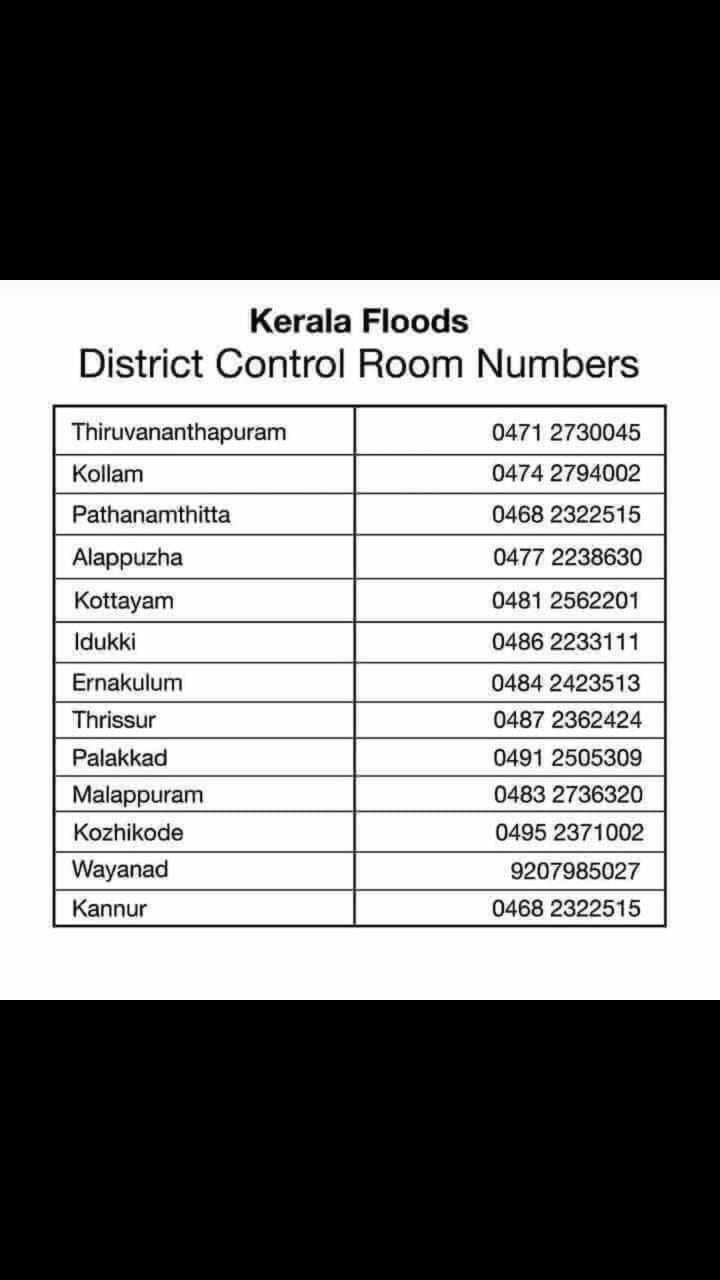 Kerala Floods
District Control Room Numbers
Thiruvananthapuram 0471 2730045
Kollam 0474 2794002
Pathanamthitta 0468 2322515
Alappuzha 0477 2238630
Kottayam 0481 2562201
Idukki 0486 2233111
Ernakulum 0484 2423513
Thrissur 0487 2362424
Palakkad 0491 2505309
Malappuram 0483 2736320
Kozhikode 0495 2371002
Wayanad 9207985027
Kannur 0468 2322515